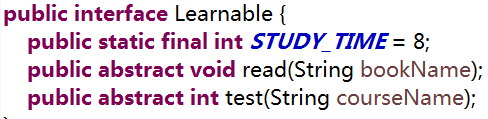 public interface Learnable {
public static final int STUDY_TIME = 8;
public abstract void read(String bookName);
public abstract int test(String courseName);